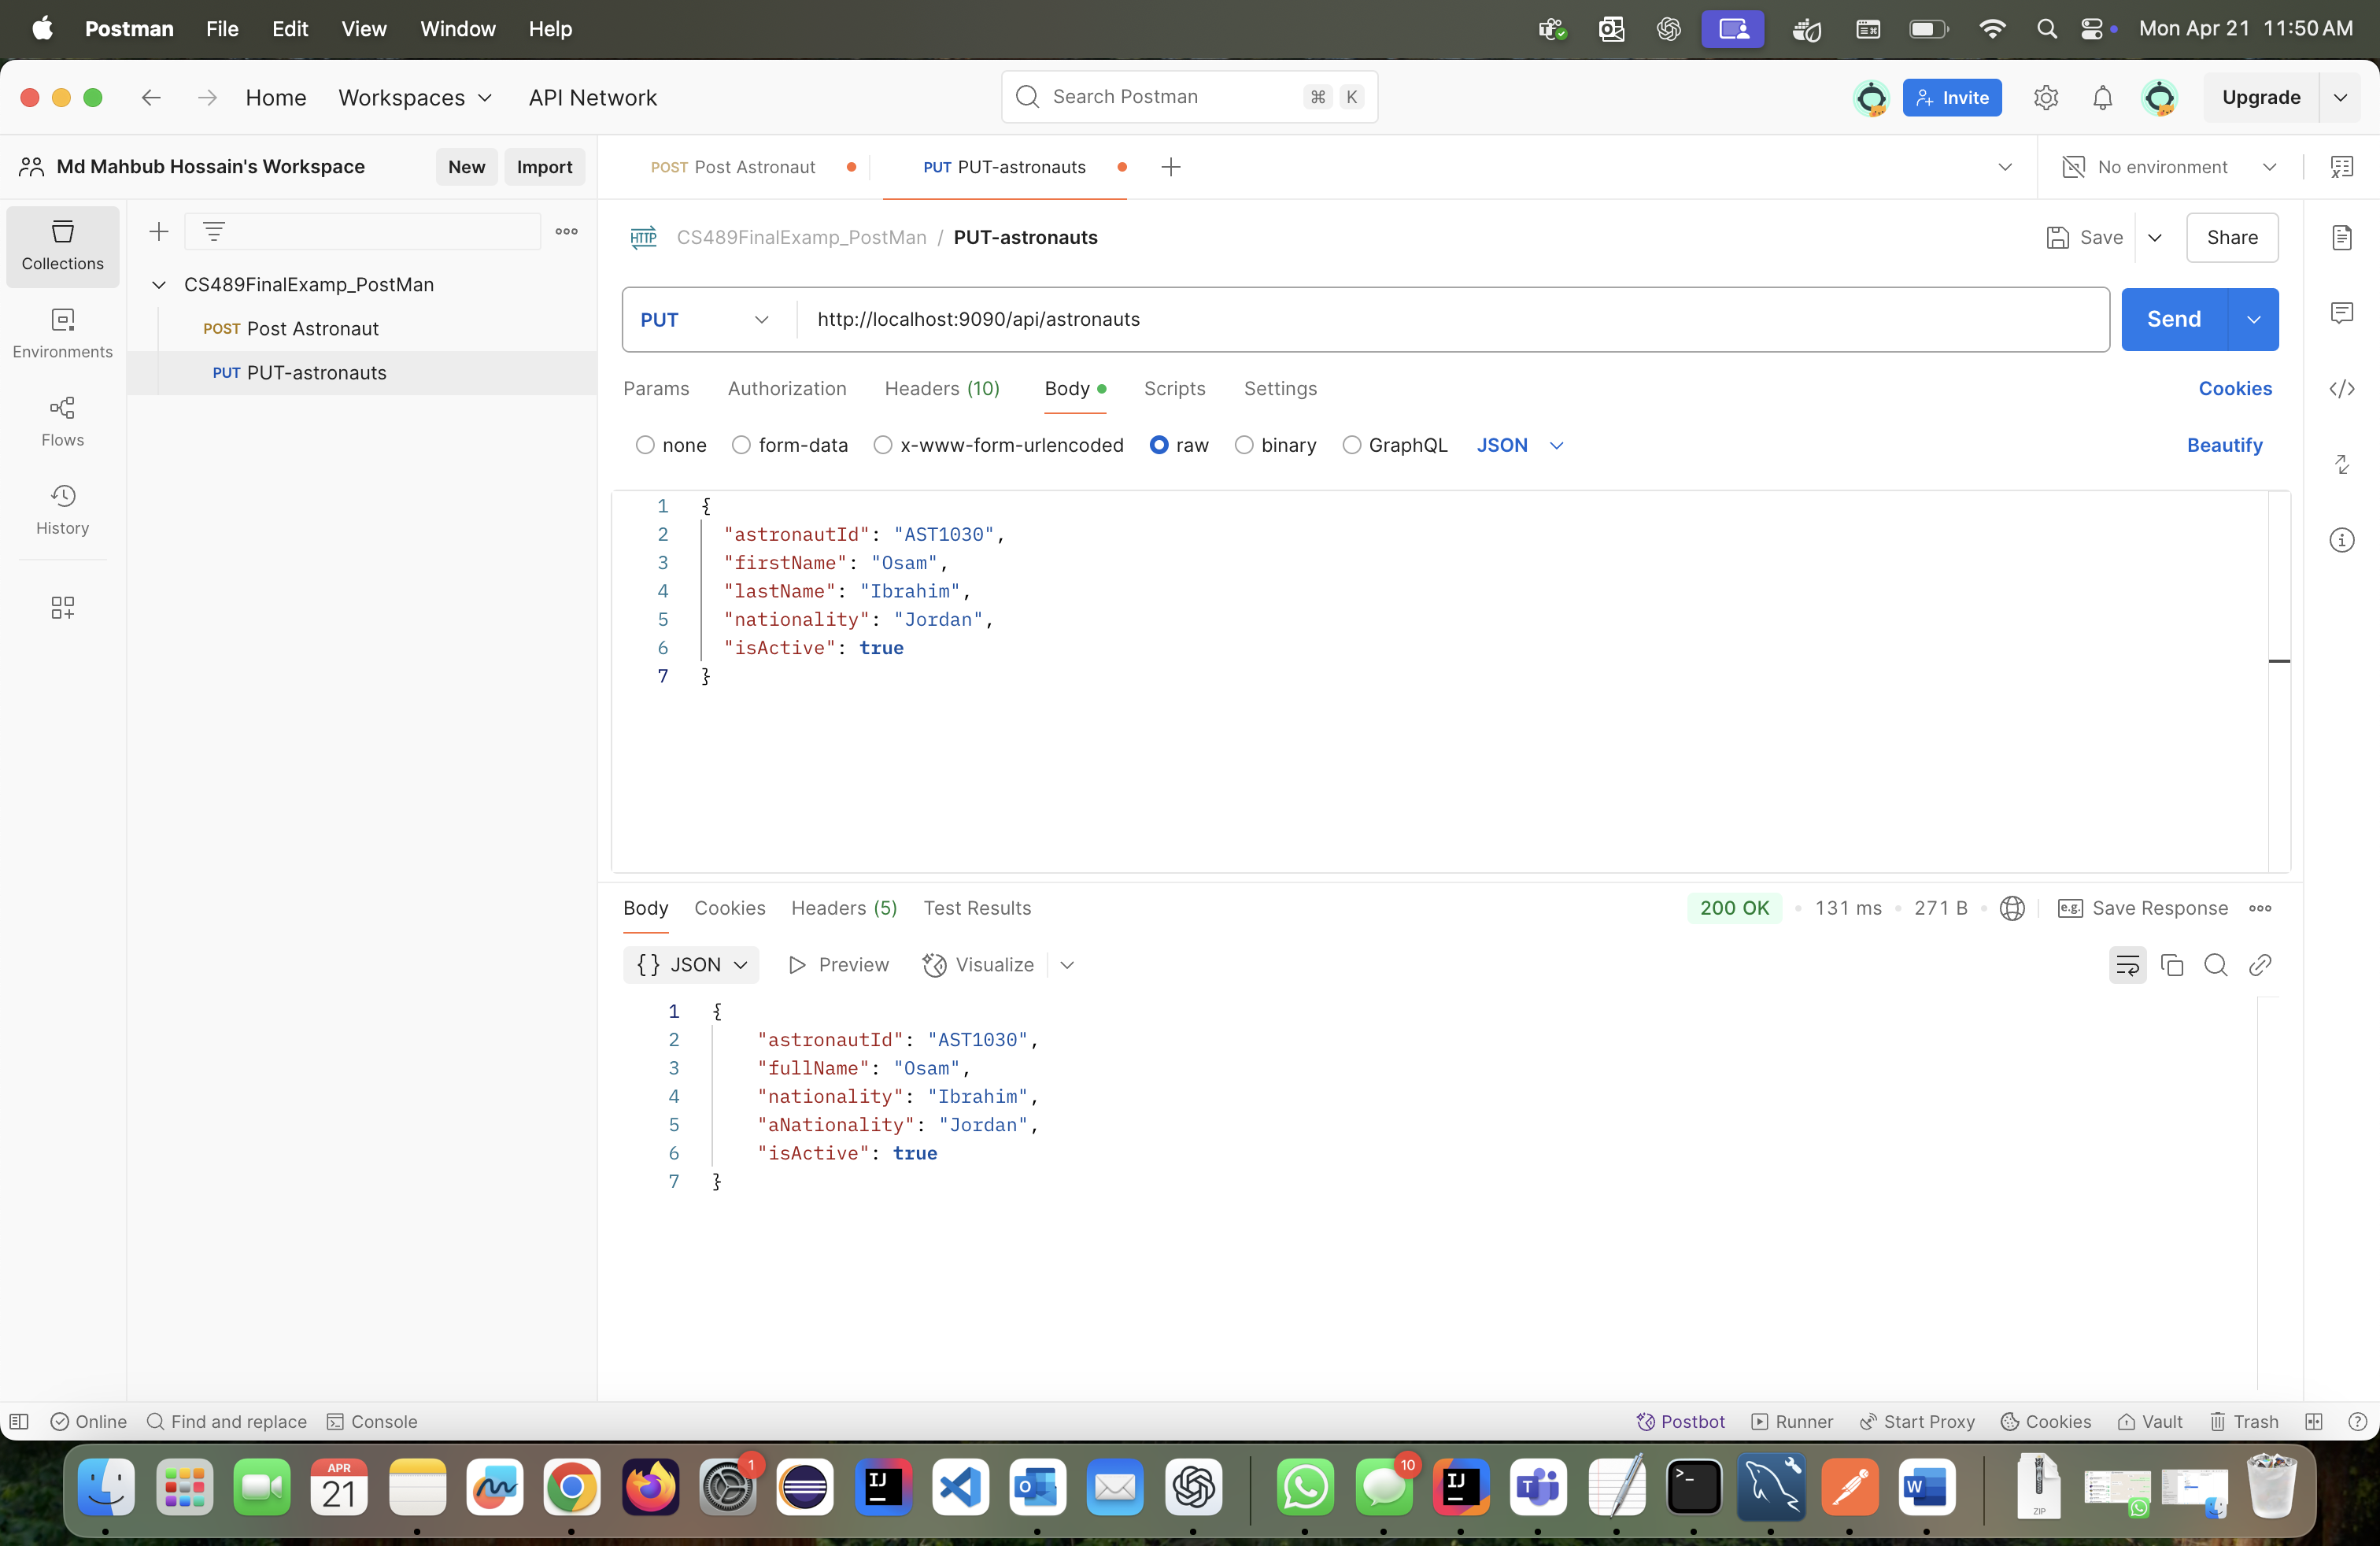 Postman File Edit View Window Help Mon Apr 21 11:50 AM
Home Workspaces API Network Search Postman ⌘ K Invite Upgrade
Md Mahbub Hossain's Workspace New Import POST Post Astronaut PUT PUT-astronauts No environment
Collections
Environments
Flows
History
CS489FinalExamp_PostMan
POST Post Astronaut
PUT PUT-astronauts
HTTP CS489FinalExamp_PostMan / PUT-astronauts Save Share
PUT http://localhost:9090/api/astronauts Send
Params Authorization Headers (10) Body Scripts Settings Cookies
none form-data x-www-form-urlencoded raw binary GraphQL JSON Beautify
1 {
2 "astronautId": "AST1030",
3 "firstName": "Osam",
4 "lastName": "Ibrahim",
5 "nationality": "Jordan",
6 "isActive": true
7 }
Body Cookies Headers (5) Test Results 200 OK • 131 ms • 271 B e.g. Save Response
{} JSON Preview Visualize
1 {
2 "astronautId": "AST1030",
3 "fullName": "Osam",
4 "nationality": "Ibrahim",
5 "aNationality": "Jordan",
6 "isActive": true
7 }
Online Find and replace Console Postbot Runner Start Proxy Cookies Vault Trash
APR
21
1
IJ
10
IJ
ZIP